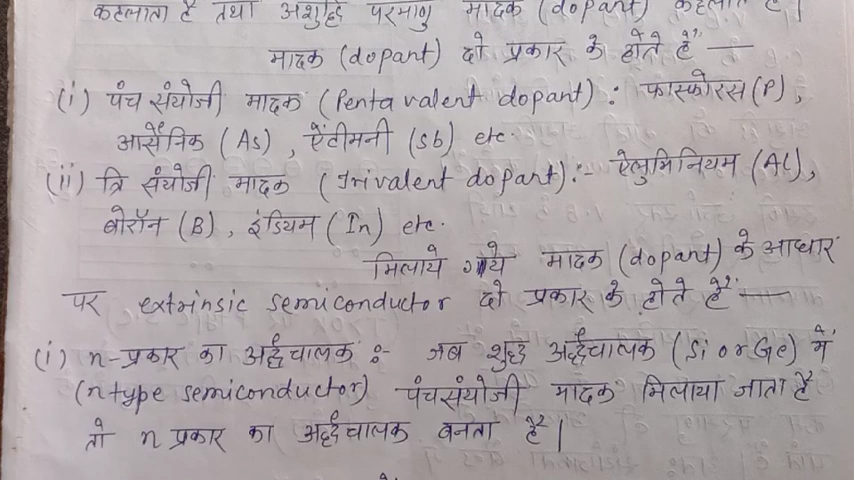 कहलाता है तथा अशुद्ध परमाणु मादक (dopant) कहलाता है।
मादक (dopant) दो प्रकार के होते हैं —
(i) पंच संयोजी मादक (Penta valent dopant) : फास्फोरस (P),
आर्सेनिक (As), ऐंटीमनी (Sb) etc.
(ii) त्रि संयोजी मादक (Trivalent dopant) :- ऐलुमिनियम (Al),
बोरॉन (B), इंडियम (In) etc.
मिलाये गये मादक (dopant) के आधार
पर extrinsic semiconductor दो प्रकार के होते हैं —
(i) n-प्रकार का अर्द्धचालक :- जब शुद्ध अर्द्धचालक (Si or Ge) में
(n type semiconductor) पंचसंयोजी मादक मिलाया जाता है
तो n प्रकार का अर्द्धचालक बनता है।